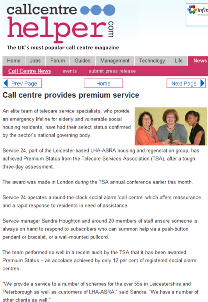 callcentre
helper
.com
The UK's most popular call centre magazine
Home Jobs Forum Guides Management Technology Life News
Call Centre News events submit press release
Prev Page Home Next Page
Call centre provides premium service
An elite team of telecare service specialists, who provide
an emergency lifeline for elderly and vulnerable social
housing residents, have had their select status confirmed
by the sector's national governing body.
Service 24, part of the Leicester based LHA-ASRA housing and regeneration group, has
achieved Premium Status from the Telecare Services Association (TSA), after a tough
three-day assessment.
The award was made in London during the TSA annual conference earlier this month.
Service 24 operates a round-the-clock social alarm 'care' centre, which offers reassurance
and a rapid response to residents in need of assistance.
Service manager Sandra Houghton and around 20 members of staff ensure someone is
always on hand to respond to subscribers who can summon help via a push-button
pendant or bracelet, or a wall-mounted pullcord.
The team performed so well in a recent audit by the TSA that it has been awarded
Premium Status – an accolade achieved by only 12 per cent of registered social alarm
centres.
"We provide a service to a number of schemes for the over 55s in Leicestershire and
Peterborough as well as customers of LHA-ASRA," said Sandra. "We have a number of
other clients as well."